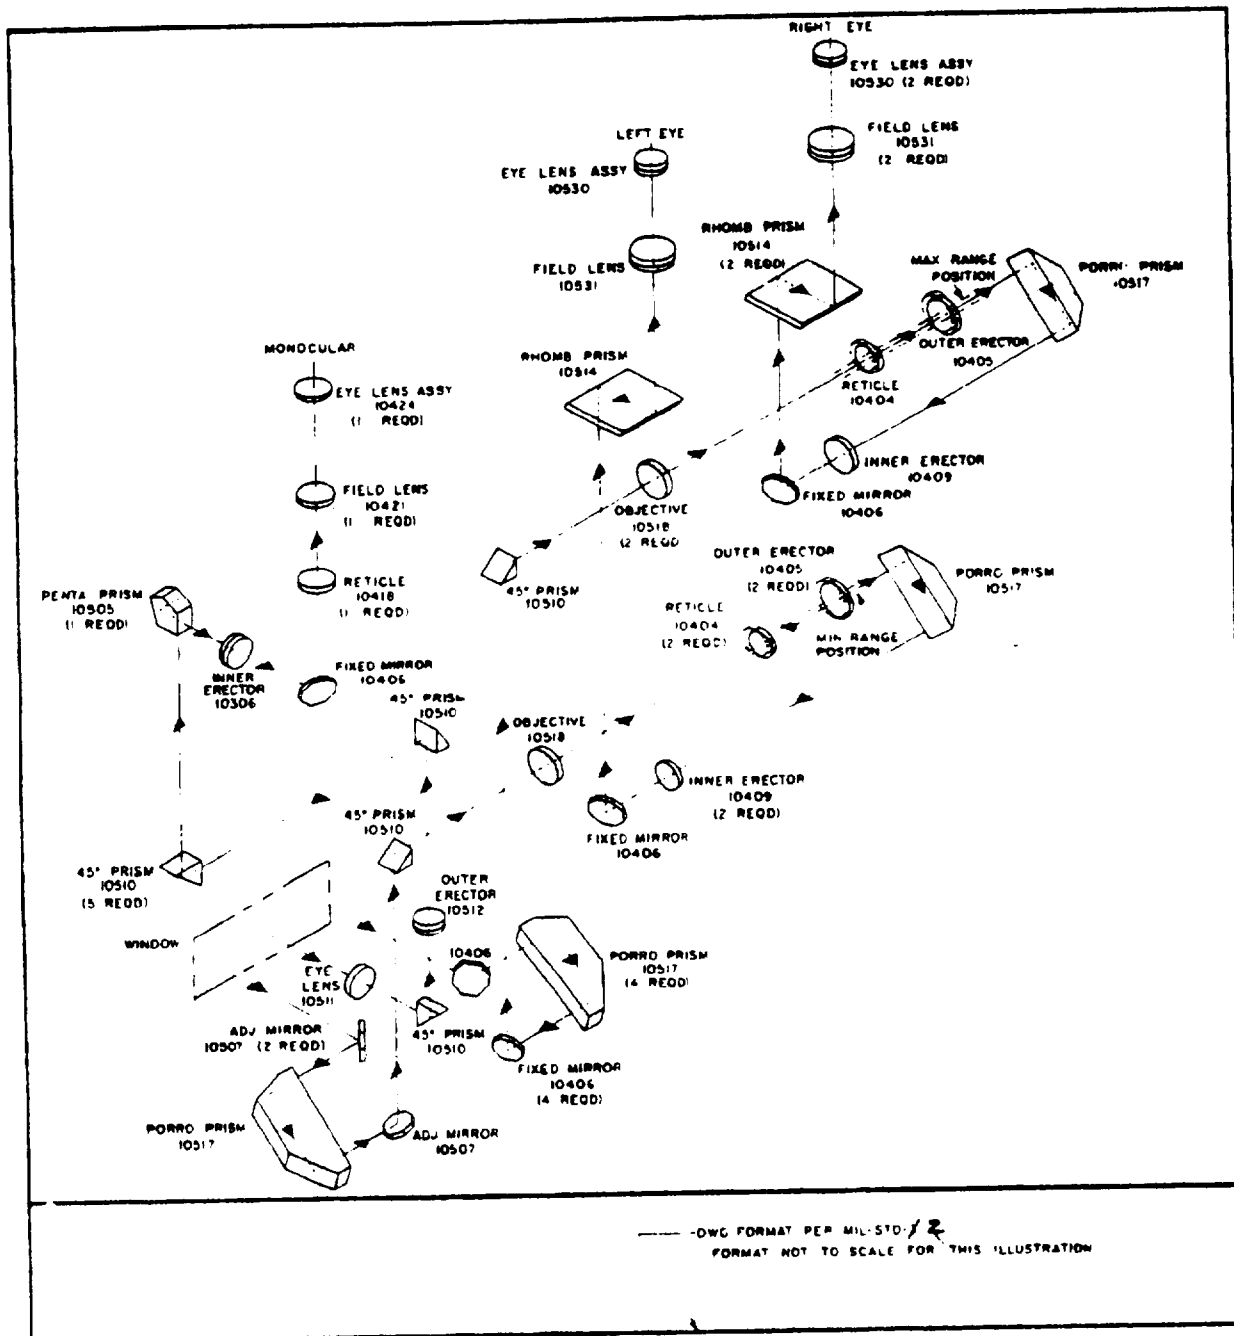 RIGHT EYE
EYE LENS ASSY
10530 (2 REQD)
FIELD LENS
10531
(2 REQD)
LEFT EYE
EYE LENS ASSY
10530
RHOMB PRISM
10514
(2 REQD)
MAX RANGE
POSITION
PORRO PRISM
10517
FIELD LENS
10531
OUTER ERECTOR
10405
MONOCULAR
RHOMB PRISM
10514
RETICLE
10404
EYE LENS ASSY
10424
(1 REQD)
INNER ERECTOR
10409
FIELD LENS
10421
(1 REQD)
OBJECTIVE
10518
(2 REQD
FIXED MIRROR
10406
OUTER ERECTOR
10405
(2 REQD)
PORRO PRISM
10517
RETICLE
10418
(1 REQD)
45° PRISM
10510
PENTA PRISM
10505
(1 REQD)
RETICLE
10404
(2 REQD)
MIN RANGE
POSITION
INNER
ERECTOR
10306
FIXED MIRROR
10406
45° PRISM
10510
OBJECTIVE
10518
INNER ERECTOR
10409
(2 REQD)
45° PRISM
10510
FIXED MIRROR
10406
45° PRISM
10510
(5 REQD)
OUTER
ERECTOR
10512
WINDOW
10406
PORRO PRISM
10517
(4 REQD)
EYE
LENS
10511
ADJ MIRROR
10507 (2 REQD)
45° PRISM
10510
FIXED MIRROR
10406
(4 REQD)
PORRO PRISM
10517
ADJ MIRROR
10507
-DWG FORMAT PER MIL-STD-12
FORMAT NOT TO SCALE FOR THIS ILLUSTRATION